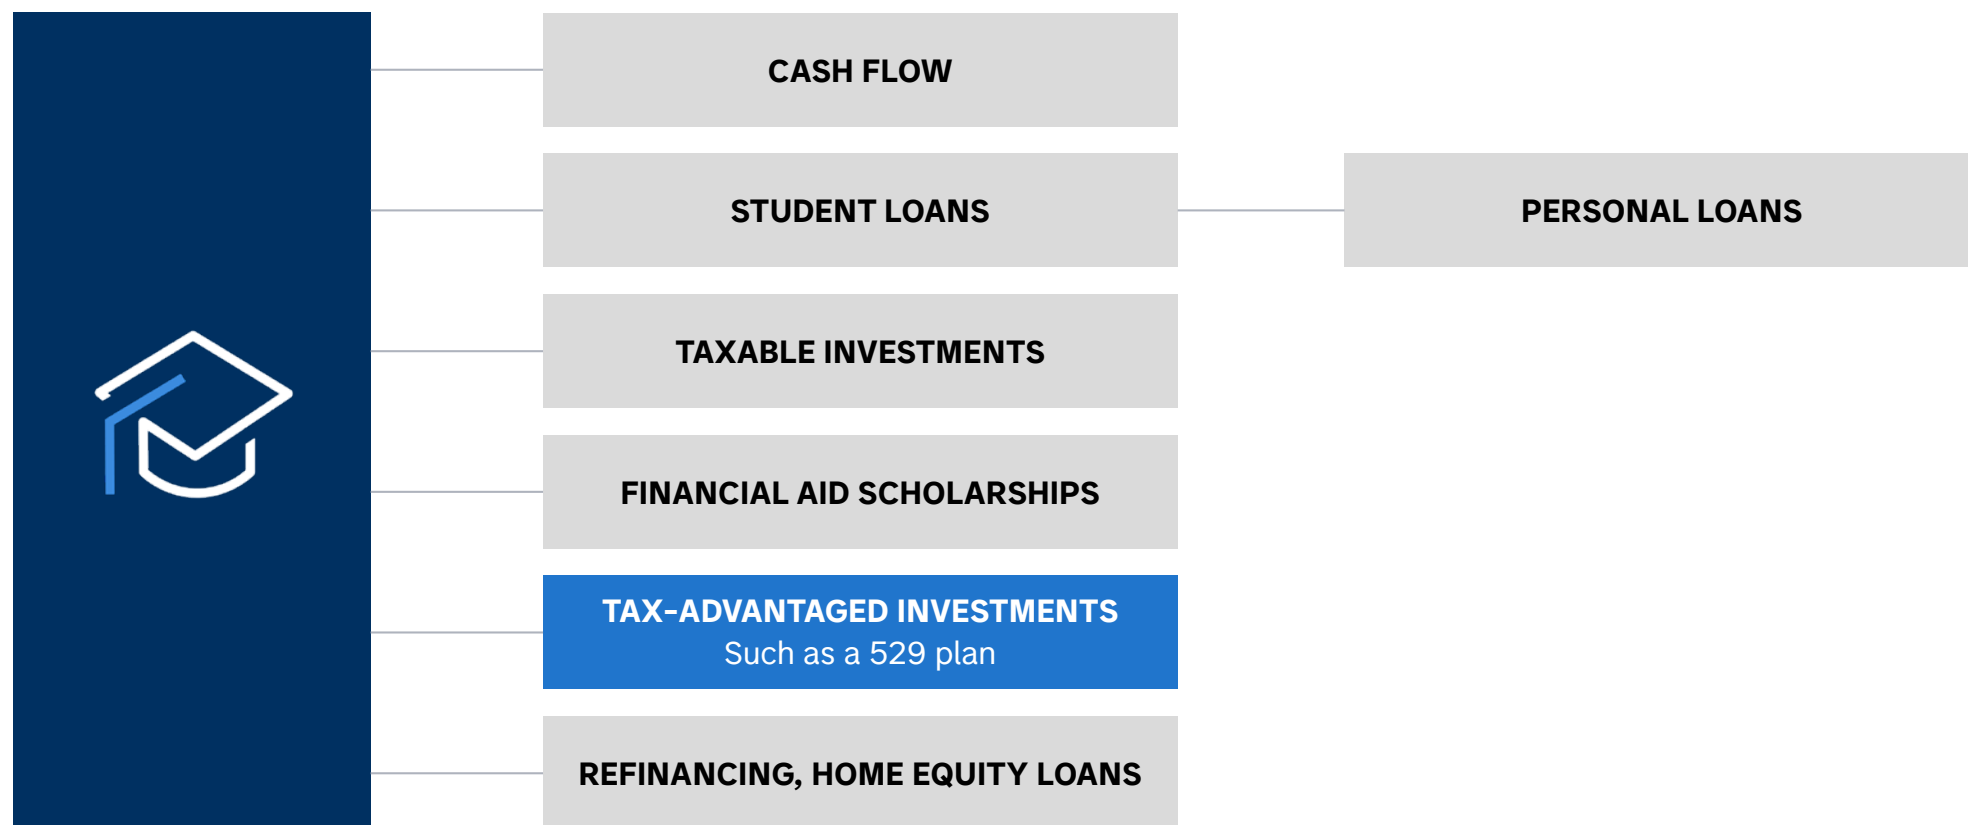 CASH FLOW
STUDENT LOANS
PERSONAL LOANS
TAXABLE INVESTMENTS
FINANCIAL AID SCHOLARSHIPS
TAX-ADVANTAGED INVESTMENTS
Such as a 529 plan
REFINANCING, HOME EQUITY LOANS